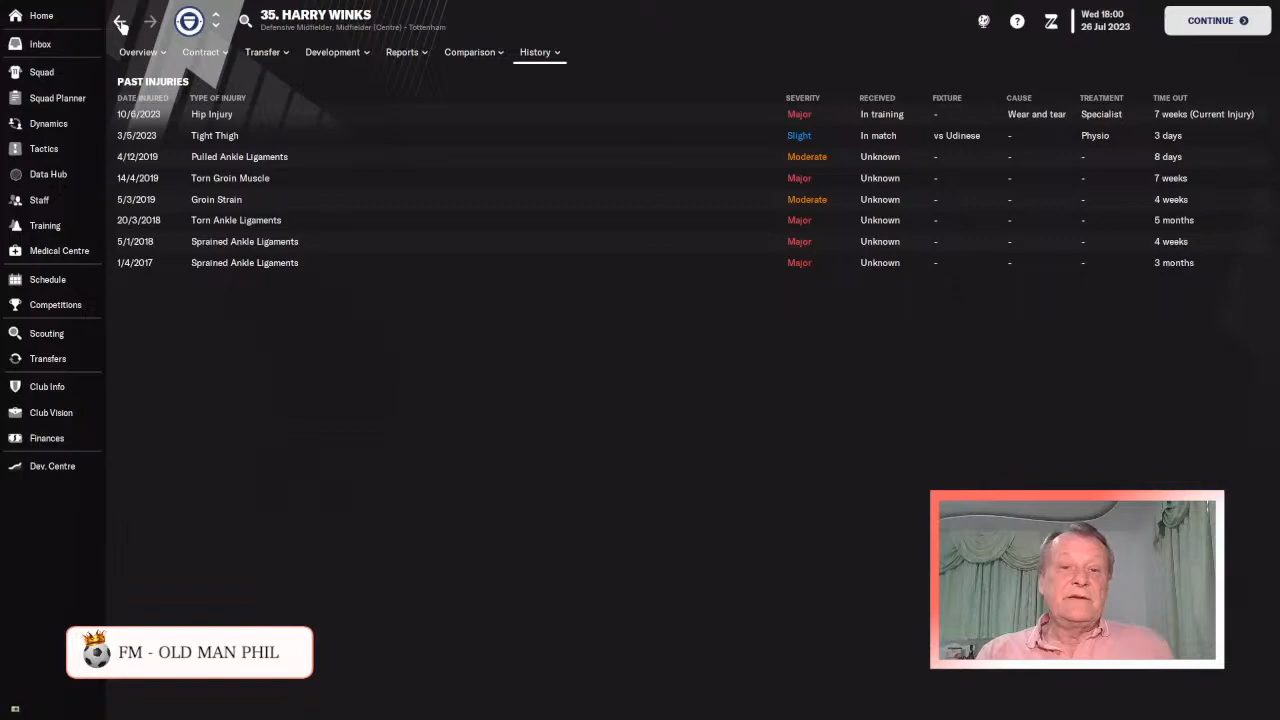 Home
Inbox
Squad
Squad Planner
Dynamics
Tactics
Data Hub
Staff
Training
Medical Centre
Schedule
Competitions
Scouting
Transfers
Club Info
Club Vision
Finances
Dev. Centre
35. HARRY WINKS
Defensive Midfielder, Midfielder (Centre) - Tottenham
Wed 18:00
26 Jul 2023
CONTINUE
Overview Contract Transfer Development Reports Comparison History
PAST INJURIES
DATE INJURED TYPE OF INJURY SEVERITY RECEIVED FIXTURE CAUSE TREATMENT TIME OUT
10/6/2023 Hip Injury Major In training - Wear and tear Specialist 7 weeks (Current Injury)
3/5/2023 Tight Thigh Slight In match vs Udinese - Physio 3 days
4/12/2019 Pulled Ankle Ligaments Moderate Unknown - - - 8 days
14/4/2019 Torn Groin Muscle Major Unknown - - - 7 weeks
5/3/2019 Groin Strain Moderate Unknown - - - 4 weeks
20/3/2018 Torn Ankle Ligaments Major Unknown - - - 5 months
5/1/2018 Sprained Ankle Ligaments Major Unknown - - - 4 weeks
1/4/2017 Sprained Ankle Ligaments Major Unknown - - - 3 months
FM - OLD MAN PHIL